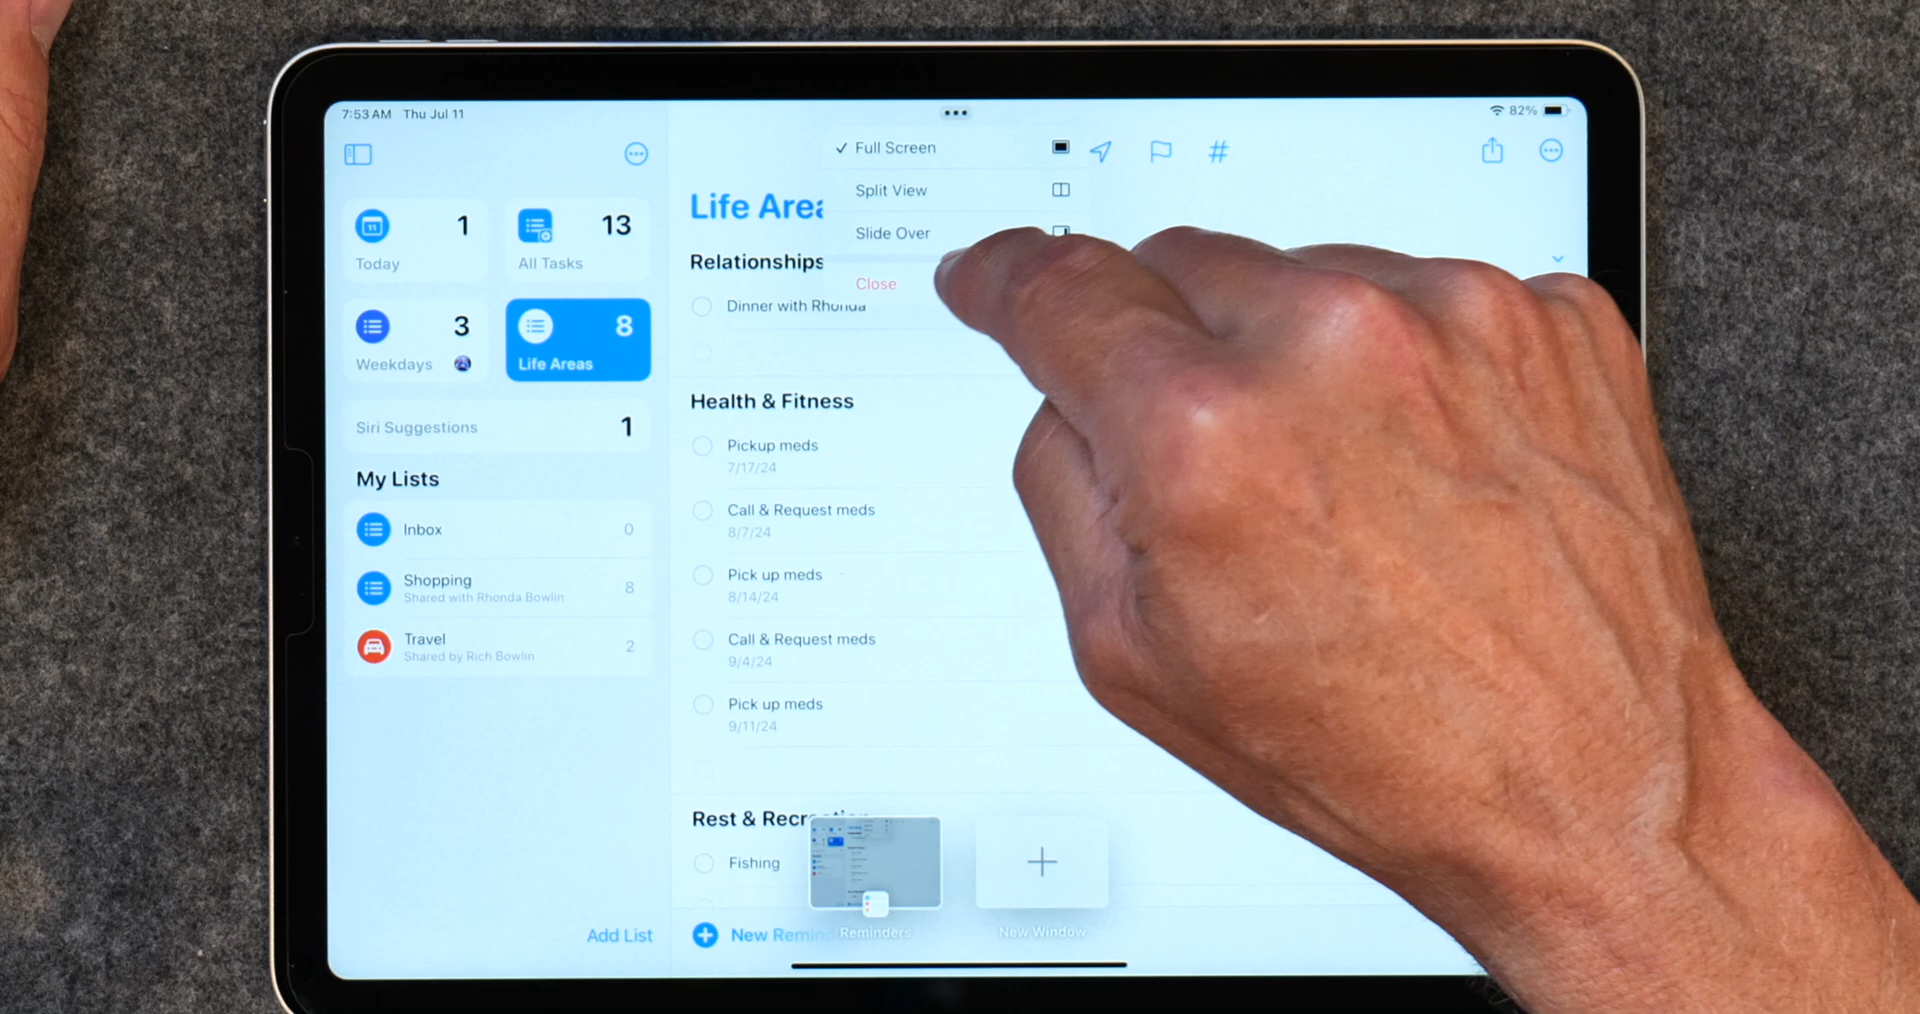 7:53 AM Thu Jul 11
82%
Today
1
All Tasks
13
Weekdays
3
Life Areas
8
Siri Suggestions
1
My Lists
Inbox
0
Shopping
Shared with Rhonda Bowlin
8
Travel
Shared by Rich Bowlin
2
Add List
✓ Full Screen
Split View
Slide Over
Close
#
Life Area
Relationships
Dinner with Rhonda
Health & Fitness
Pickup meds
7/17/24
Call & Request meds
8/7/24
Pick up meds
8/14/24
Call & Request meds
9/4/24
Pick up meds
9/11/24
Rest & Recreation
Fishing
New Remin
Reminders
New Window